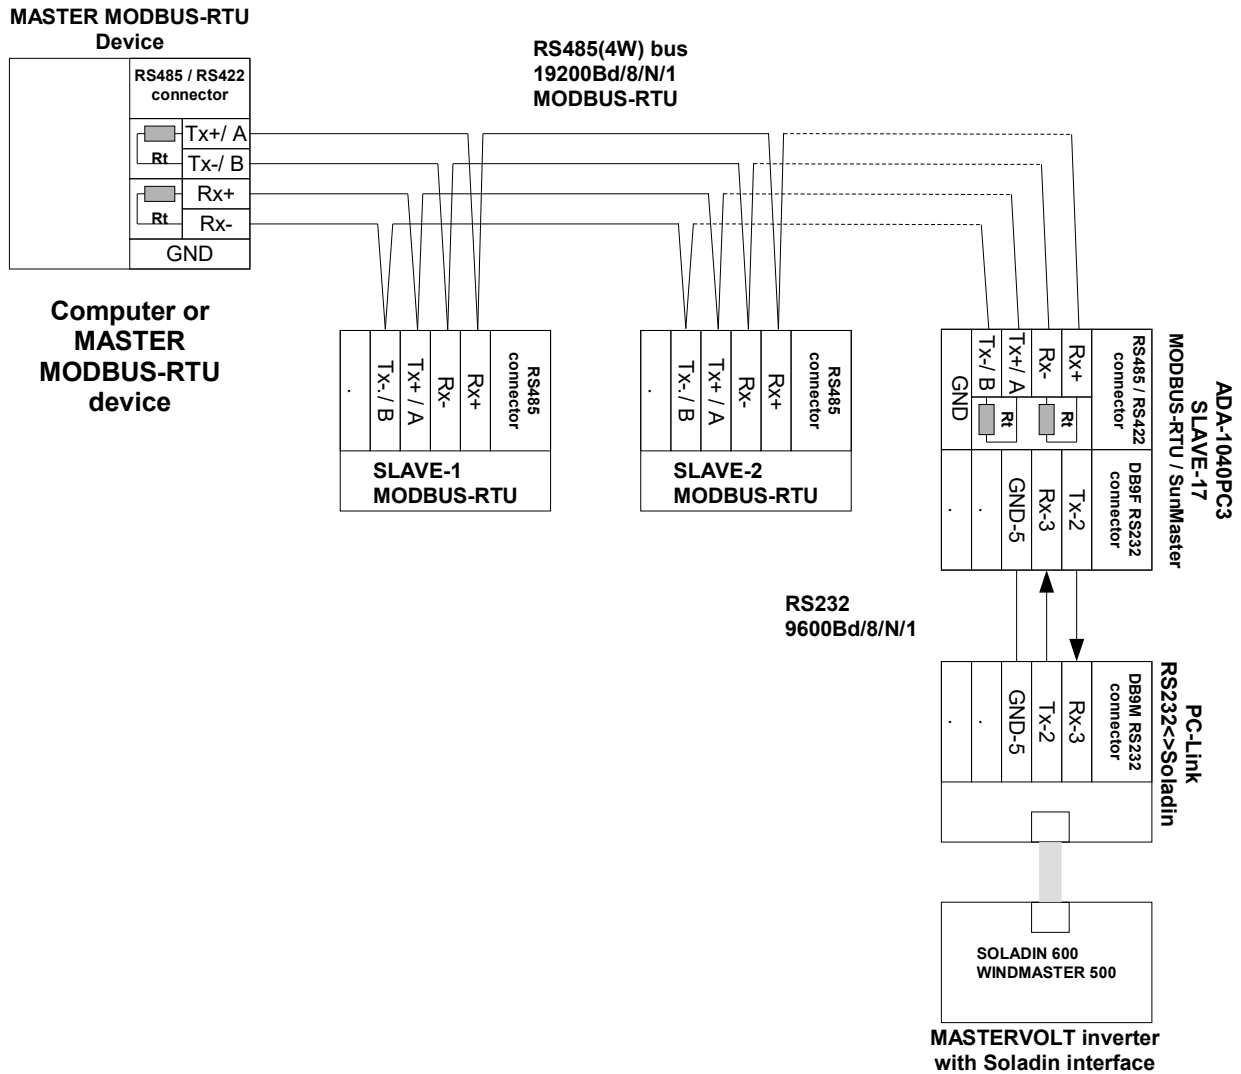 MASTER MODBUS-RTU
Device
RS485 / RS422
connector
Tx+/ A
Rt
Tx-/ B
Rx+
Rt
Rx-
GND
Computer or
MASTER
MODBUS-RTU
device
RS485(4W) bus
19200Bd/8/N/1
MODBUS-RTU
.
Tx-./ B
Tx+ / A
Rx-
Rx+
RS485
connector
SLAVE-1
MODBUS-RTU
.
Tx-./ B
Tx+ / A
Rx-
Rx+
RS485
connector
SLAVE-2
MODBUS-RTU
GND
Tx-/ B
Tx+/ A
Rx-
Rx+
Rt
Rt
RS485 / RS422
connector
ADA-1040PC3
SLAVE-17
MODBUS-RTU / SunMaster
.
.
GND-5
Rx-3
Tx-2
DB9F RS232
connector
RS232
9600Bd/8/N/1
.
.
GND-5
Tx-2
Rx-3
DB9M RS232
connector
PC-Link
RS232<>Soladin
SOLADIN 600
WINDMASTER 500
MASTERVOLT inverter
with Soladin interface